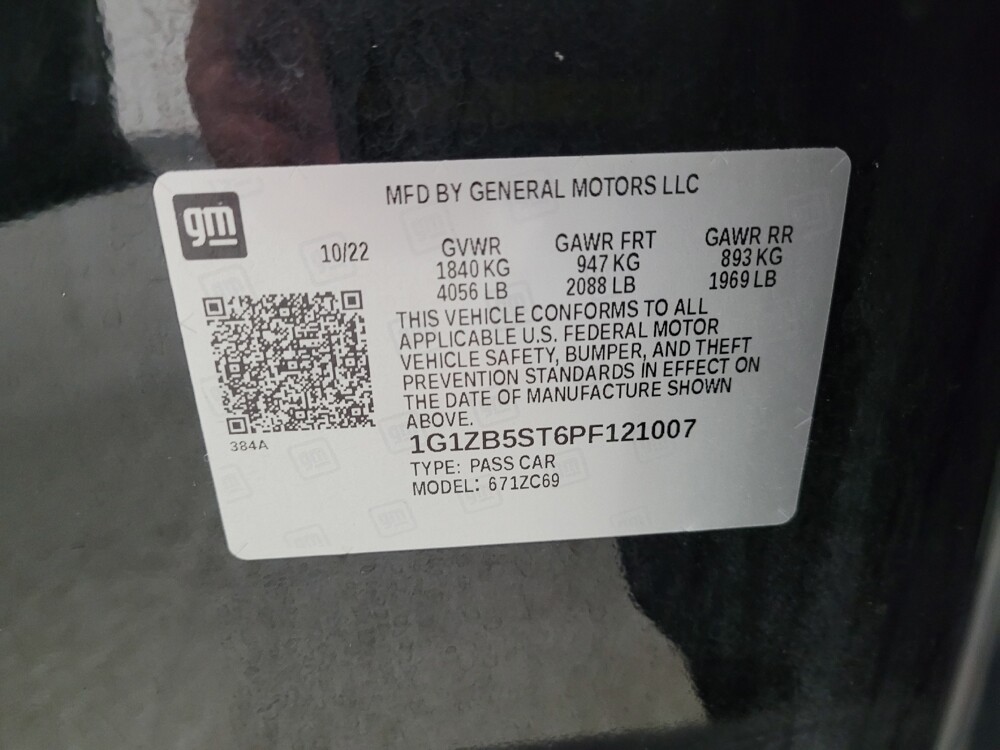 MFD BY GENERAL MOTORS LLC
gm
10/22
GVWR
1840 KG
4056 LB
GAWR FRT
947 KG
2088 LB
GAWR RR
893 KG
1969 LB
THIS VEHICLE CONFORMS TO ALL
APPLICABLE U.S. FEDERAL MOTOR
VEHICLE SAFETY, BUMPER, AND THEFT
PREVENTION STANDARDS IN EFFECT ON
THE DATE OF MANUFACTURE SHOWN
ABOVE.
384A
1G1ZB5ST6PF121007
TYPE: PASS CAR
MODEL: 671ZC69